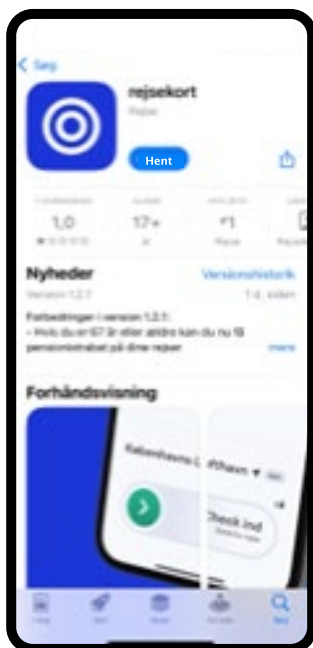 Søg
rejsekort
Rejse
Hent
1,0
17+
#1
Nyheder Versionshistorik
Version 1.2.1 1 d. siden
Forbedringer i version 1.2.1:
- Hvis du er 67 år eller ældre kan du nu få
pensionistrabat på dine rejser mere
Forhåndsvisning
Københavns Lufthavn
Check ind
Søg